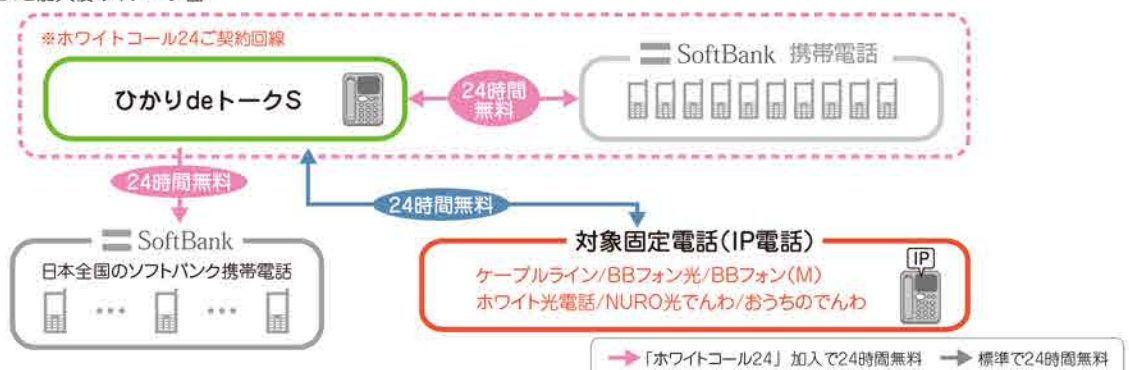 ※ホワイトコール24ご契約回線
ひかりdeトークS
24時間
無料
SoftBank 携帯電話
24時間無料
24時間無料
SoftBank
日本全国のソフトバンク携帯電話
... ...
対象固定電話(IP電話)
IP
ケーブルライン/BBフォン光/BBフォン(M)
ホワイト光電話/NURO光でんわ/おうちのでんわ
「ホワイトコール24」加入で24時間無料 標準で24時間無料